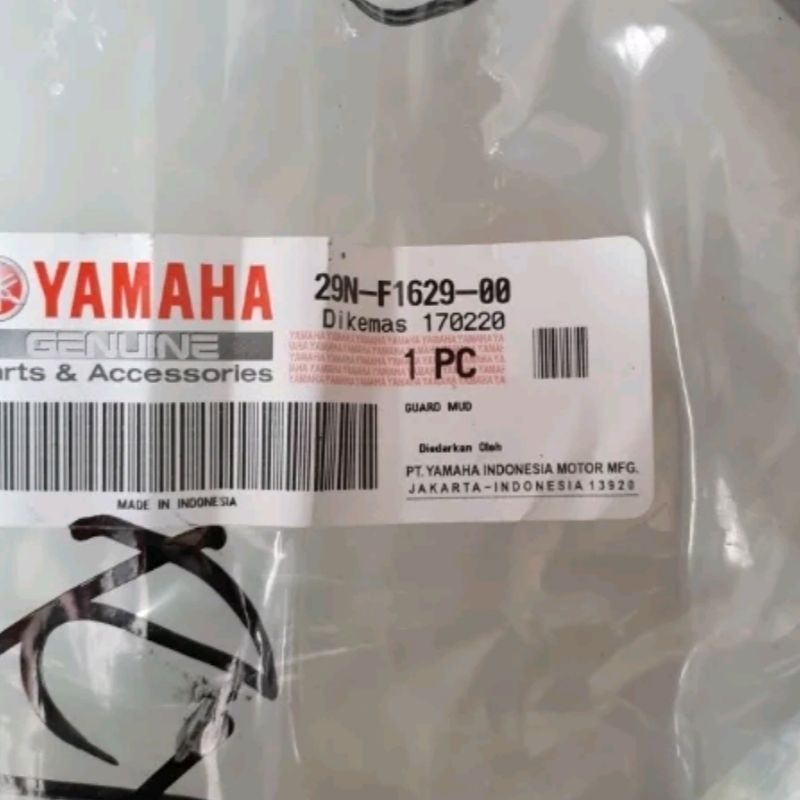 YAMAHA
GENUINE
arts & Accessories
29N-F1629-00
Dikemas 170220
1 PC
GUARD MUD
Diedarkan Oleh
PT. YAMAHA INDONESIA MOTOR MFG.
JAKARTA-INDONESIA 13920
MADE IN INDONESIA